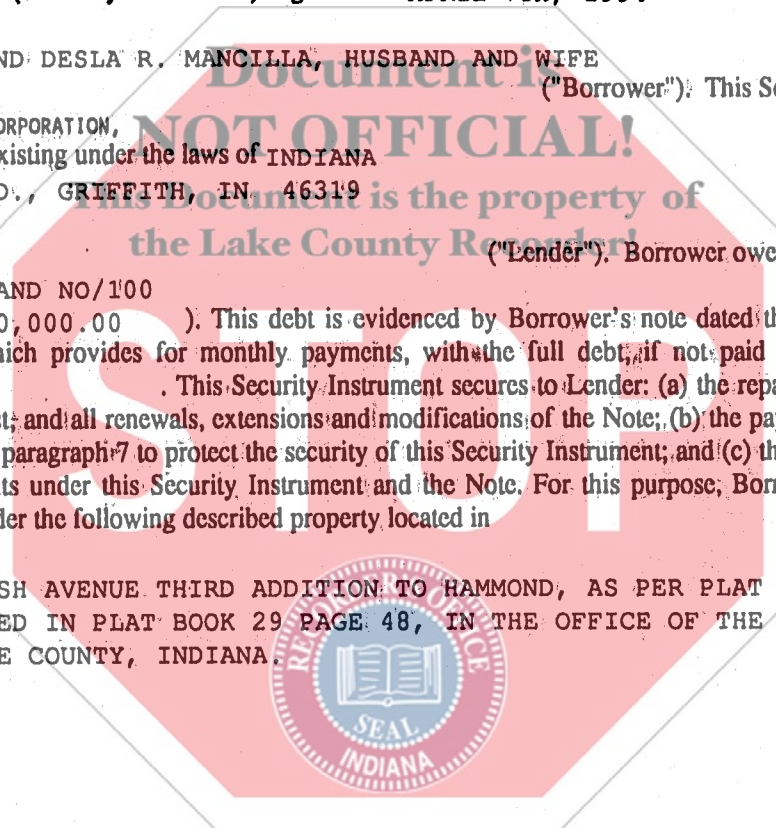 ND DESLA R. MANCILLA, HUSBAND AND WIFE
Document is
("Borrower"). This Se
ORPORATION,
NOT OFFICIAL!
xisting under the laws of INDIANA
O., GRIFFITH, IN. 46319
This Document is the property of
the Lake County Recorder!
("Lender"). Borrower owe
AND NO/100
0,000.00 ). This debt is evidenced by Borrower's note dated th
hich provides for monthly payments, with the full debt, if not paid
. This Security Instrument secures to Lender: (a) the repa
st, and all renewals, extensions and modifications of the Note; (b) the pa
paragraph 7 to protect the security of this Security Instrument; and (c) th
ts under this Security Instrument and the Note. For this purpose, Borr
der the following described property located in
STOP
SH AVENUE THIRD ADDITION TO HAMMOND, AS PER PLAT
ED IN PLAT BOOK 29 PAGE 48, IN THE OFFICE OF THE
E COUNTY, INDIANA.
RECORDER'S OFFICE
SEAL
INDIANA